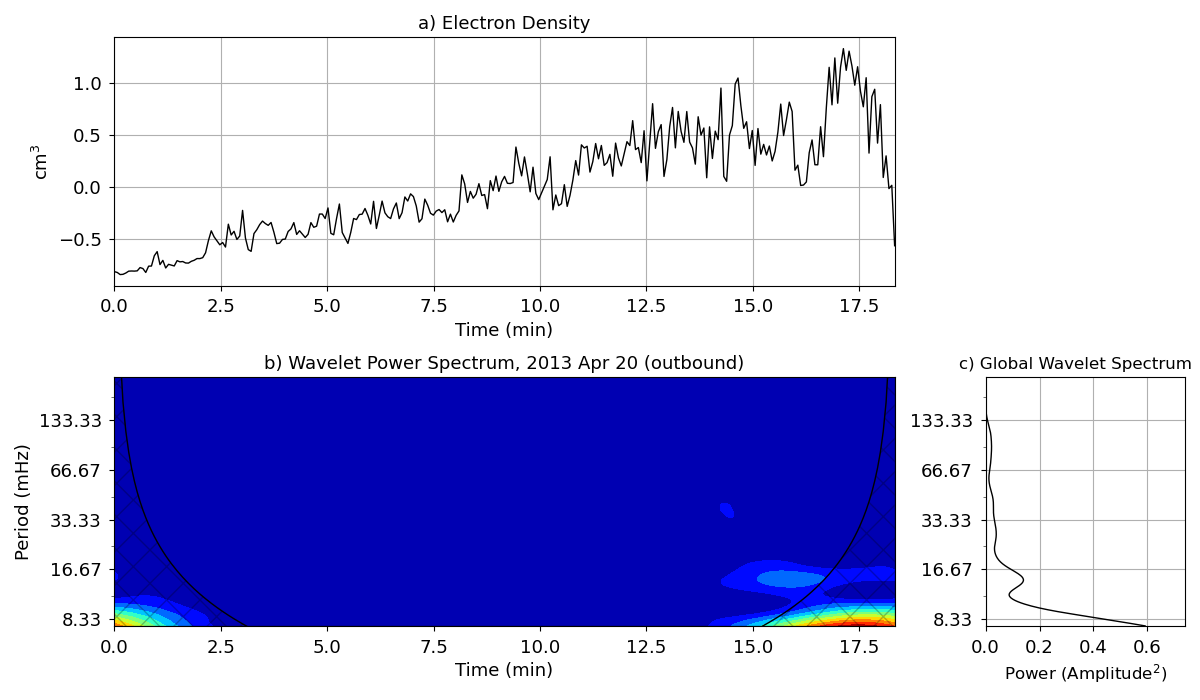 a) Electron Density
1.0
0.5
0.0
−0.5
cm³
0.0 2.5 5.0 7.5 10.0 12.5 15.0 17.5
Time (min)
b) Wavelet Power Spectrum, 2013 Apr 20 (outbound)
133.33
66.67
33.33
16.67
8.33
Period (mHz)
0.0 2.5 5.0 7.5 10.0 12.5 15.0 17.5
Time (min)
c) Global Wavelet Spectrum
133.33
66.67
33.33
16.67
8.33
0.0 0.2 0.4 0.6
Power (Amplitude²)